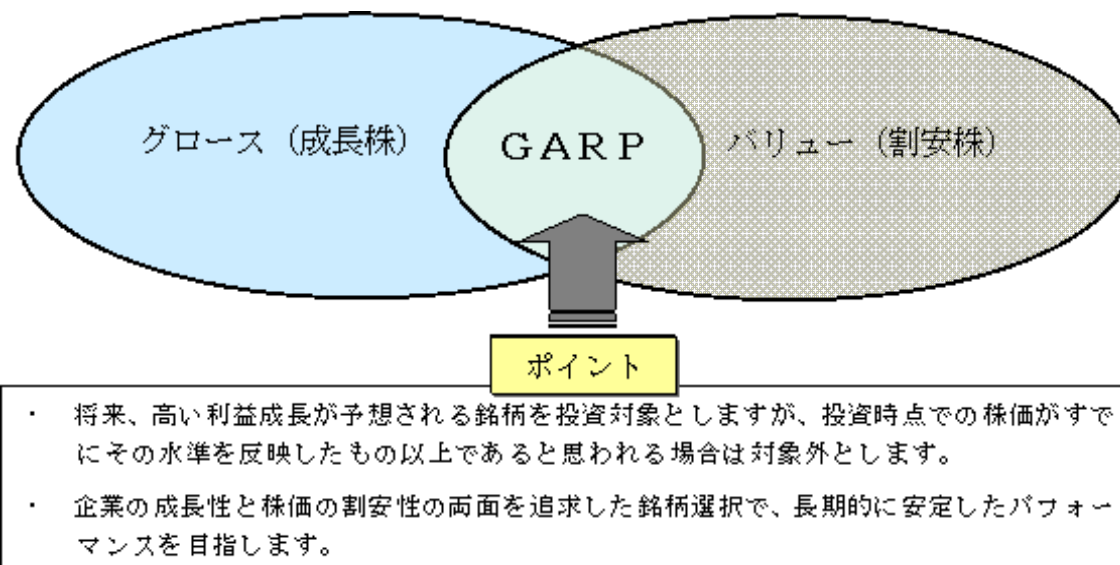 グロース（成長株）
ＧＡＲＰ
バリュー（割安株）
ポイント
・ 将来、高い利益成長が予想される銘柄を投資対象としますが、投資時点での株価がすで
にその水準を反映したもの以上であると思われる場合は対象外とします。
・ 企業の成長性と株価の割安性の両面を追求した銘柄選択で、長期的に安定したパフォー
マンスを目指します。